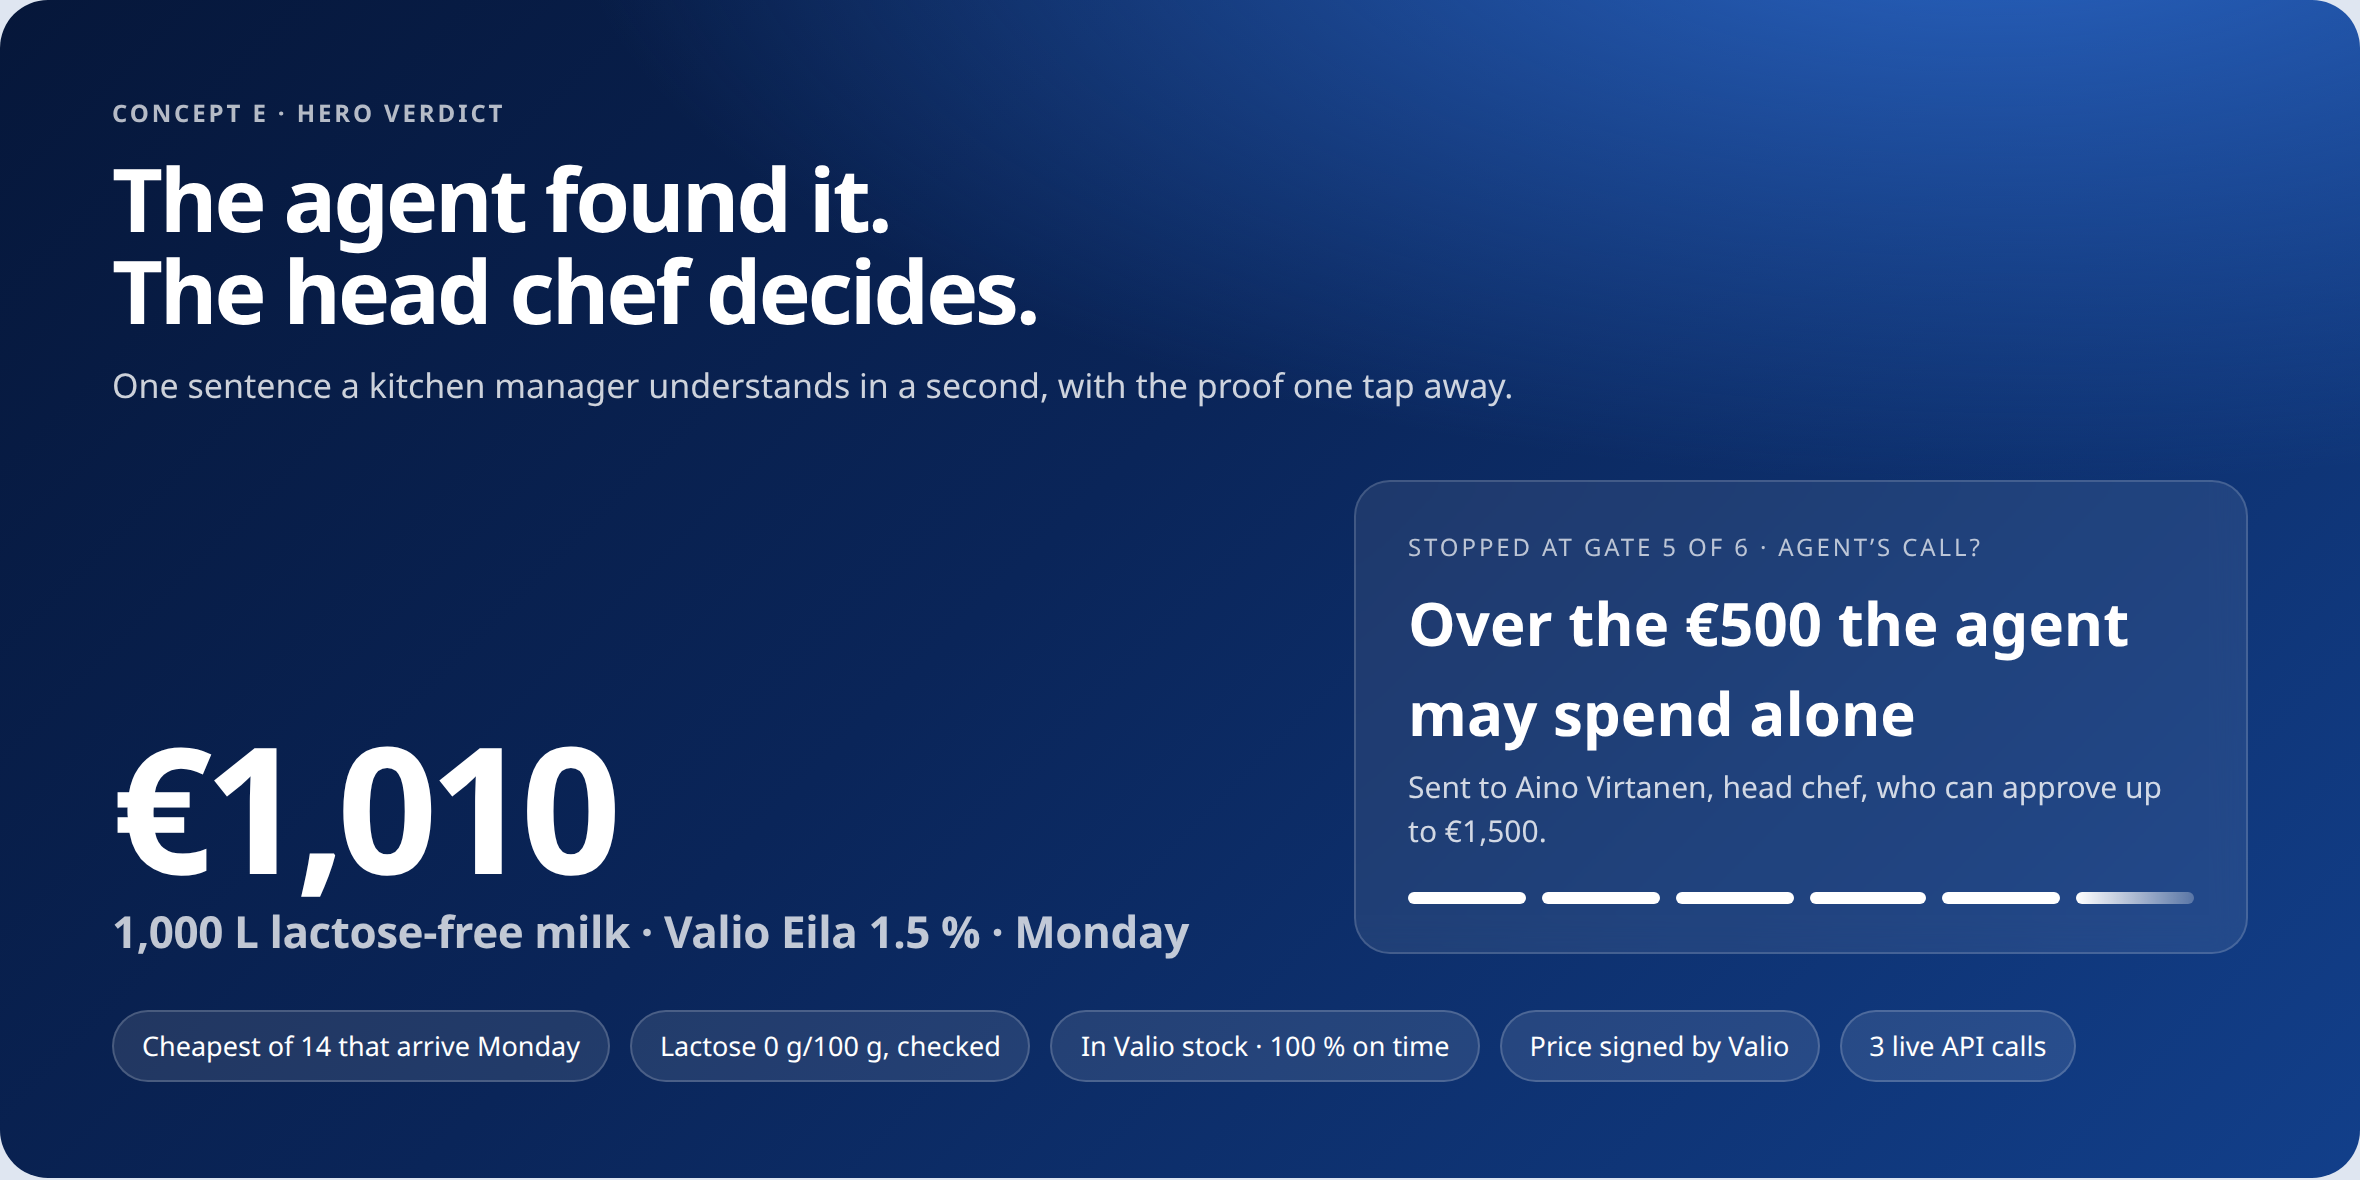 CONCEPT E · HERO VERDICT
The agent found it.
The head chef decides.
One sentence a kitchen manager understands in a second, with the proof one tap away.
€1,010
1,000 L lactose-free milk · Valio Eila 1.5 % · Monday
STOPPED AT GATE 5 OF 6 · AGENT’S CALL?
Over the €500 the agent
may spend alone
Sent to Aino Virtanen, head chef, who can approve up
to €1,500.
Cheapest of 14 that arrive Monday
Lactose 0 g/100 g, checked
In Valio stock · 100 % on time
Price signed by Valio
3 live API calls